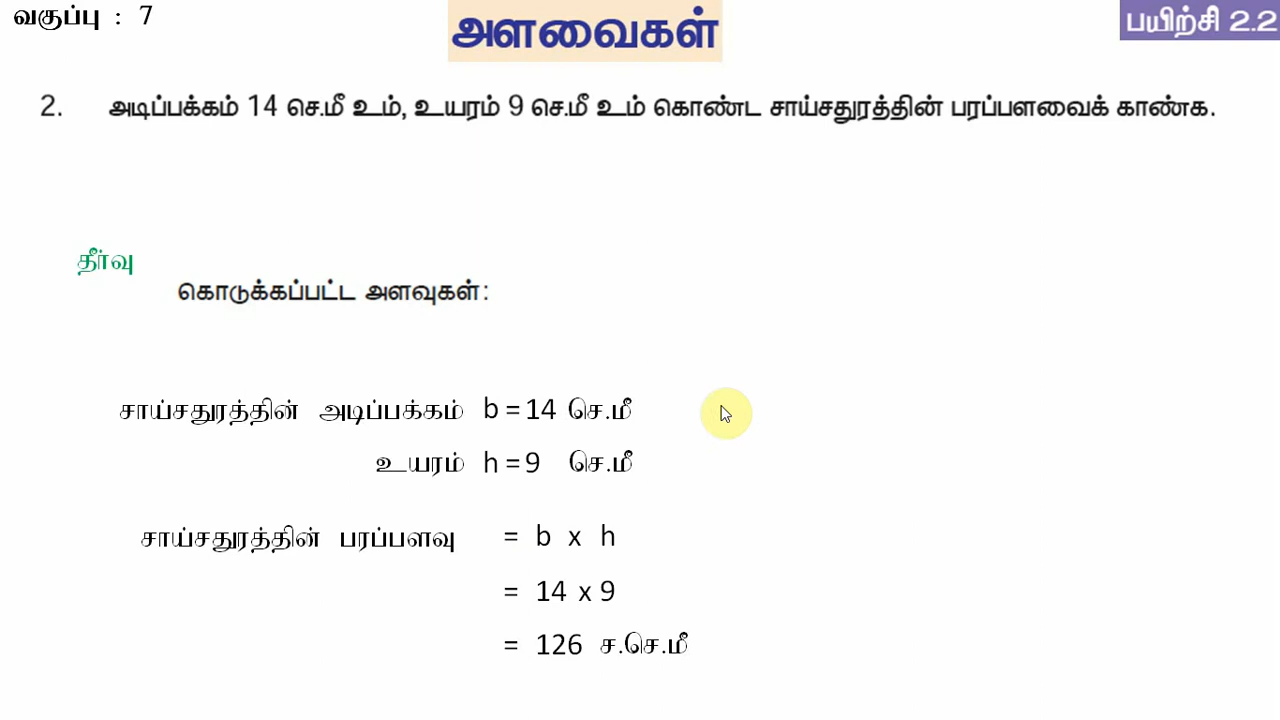 வகுப்பு : 7
அளவைகள்
பயிற்சி 2.2
2. அடிப்பக்கம் 14 செ.மீ உம், உயரம் 9 செ.மீ உம் கொண்ட சாய்சதுரத்தின் பரப்பளவைக் காண்க.
தீர்வு
கொடுக்கப்பட்ட அளவுகள்:
சாய்சதுரத்தின் அடிப்பக்கம் b = 14 செ.மீ
உயரம் h = 9 செ.மீ
சாய்சதுரத்தின் பரப்பளவு = b x h
= 14 x 9
= 126 ச.செ.மீ